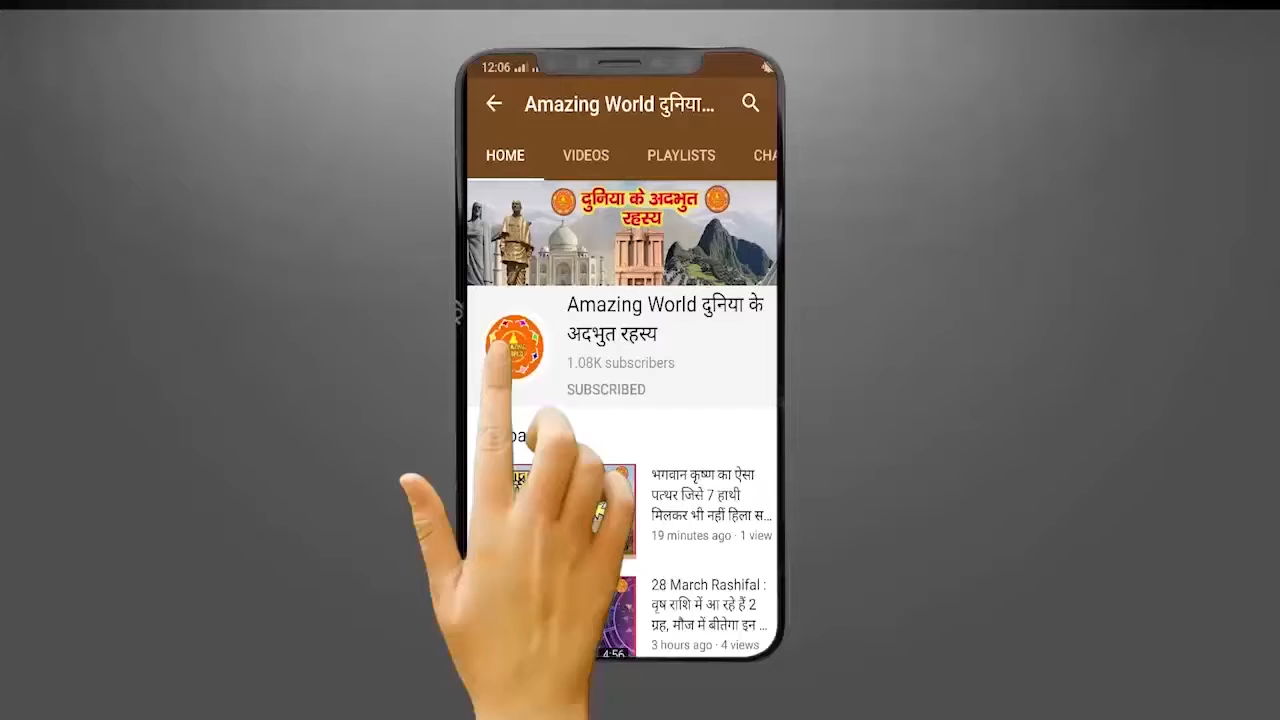 12:06
Amazing World दुनिया...
HOME VIDEOS PLAYLISTS CHA
दुनिया के अदभुत
रहस्य
Amazing World दुनिया के
अदभुत रहस्य
1.08K subscribers
SUBSCRIBED
भगवान कृष्ण का ऐसा
पत्थर जिसे 7 हाथी
मिलकर भी नहीं हिला स...
19 minutes ago · 1 view
28 March Rashifal :
वृष राशि में आ रहे हैं 2
ग्रह, मौज में बीतेगा इन ...
3 hours ago · 4 views
4:56